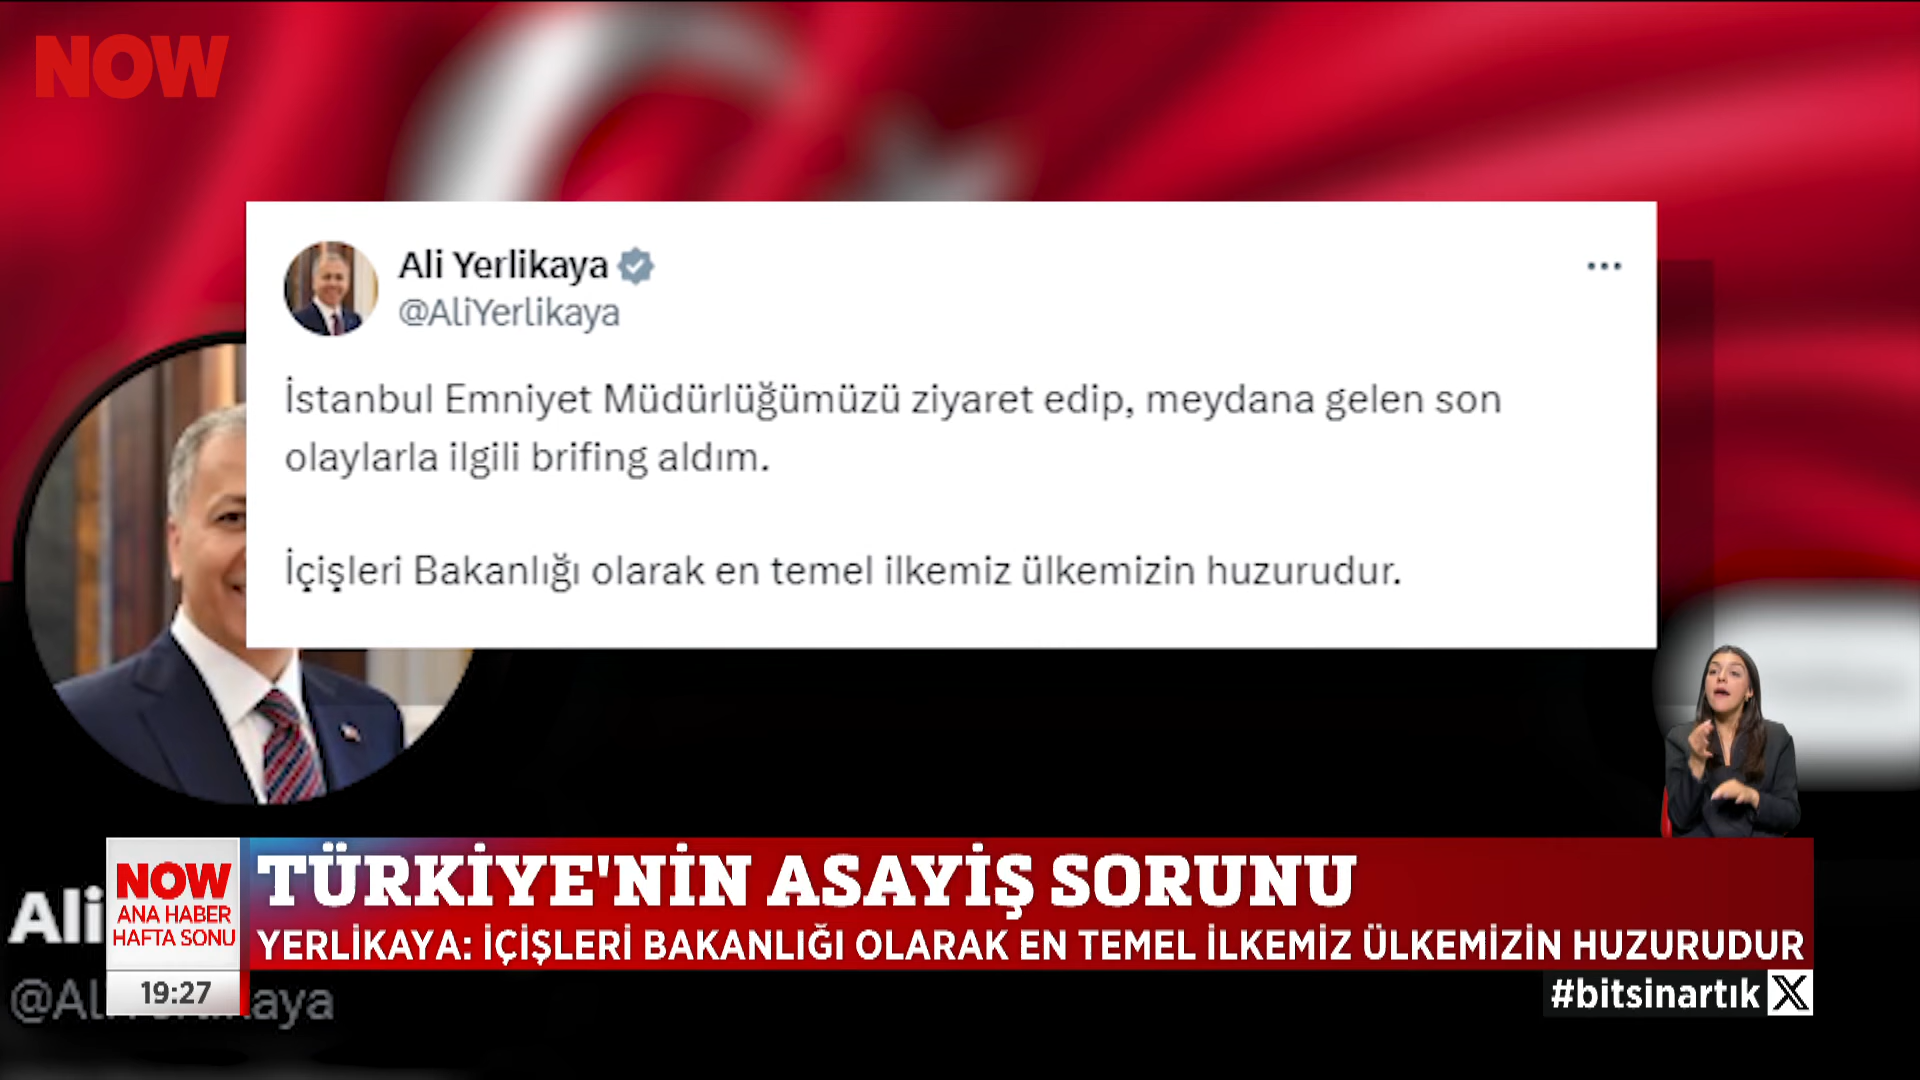 NOW
Ali Yerlikaya
@AliYerlikaya
İstanbul Emniyet Müdürlüğümüzü ziyaret edip, meydana gelen son
olaylarla ilgili brifing aldım.
İçişleri Bakanlığı olarak en temel ilkemiz ülkemizin huzurudur.
NOW
ANA HABER
HAFTA SONU
19:27
TÜRKİYE'NİN ASAYİŞ SORUNU
YERLİKAYA: İÇİŞLERİ BAKANLIĞI OLARAK EN TEMEL İLKEMİZ ÜLKEMİZİN HUZURUDUR
#bitsinartık X
Ali